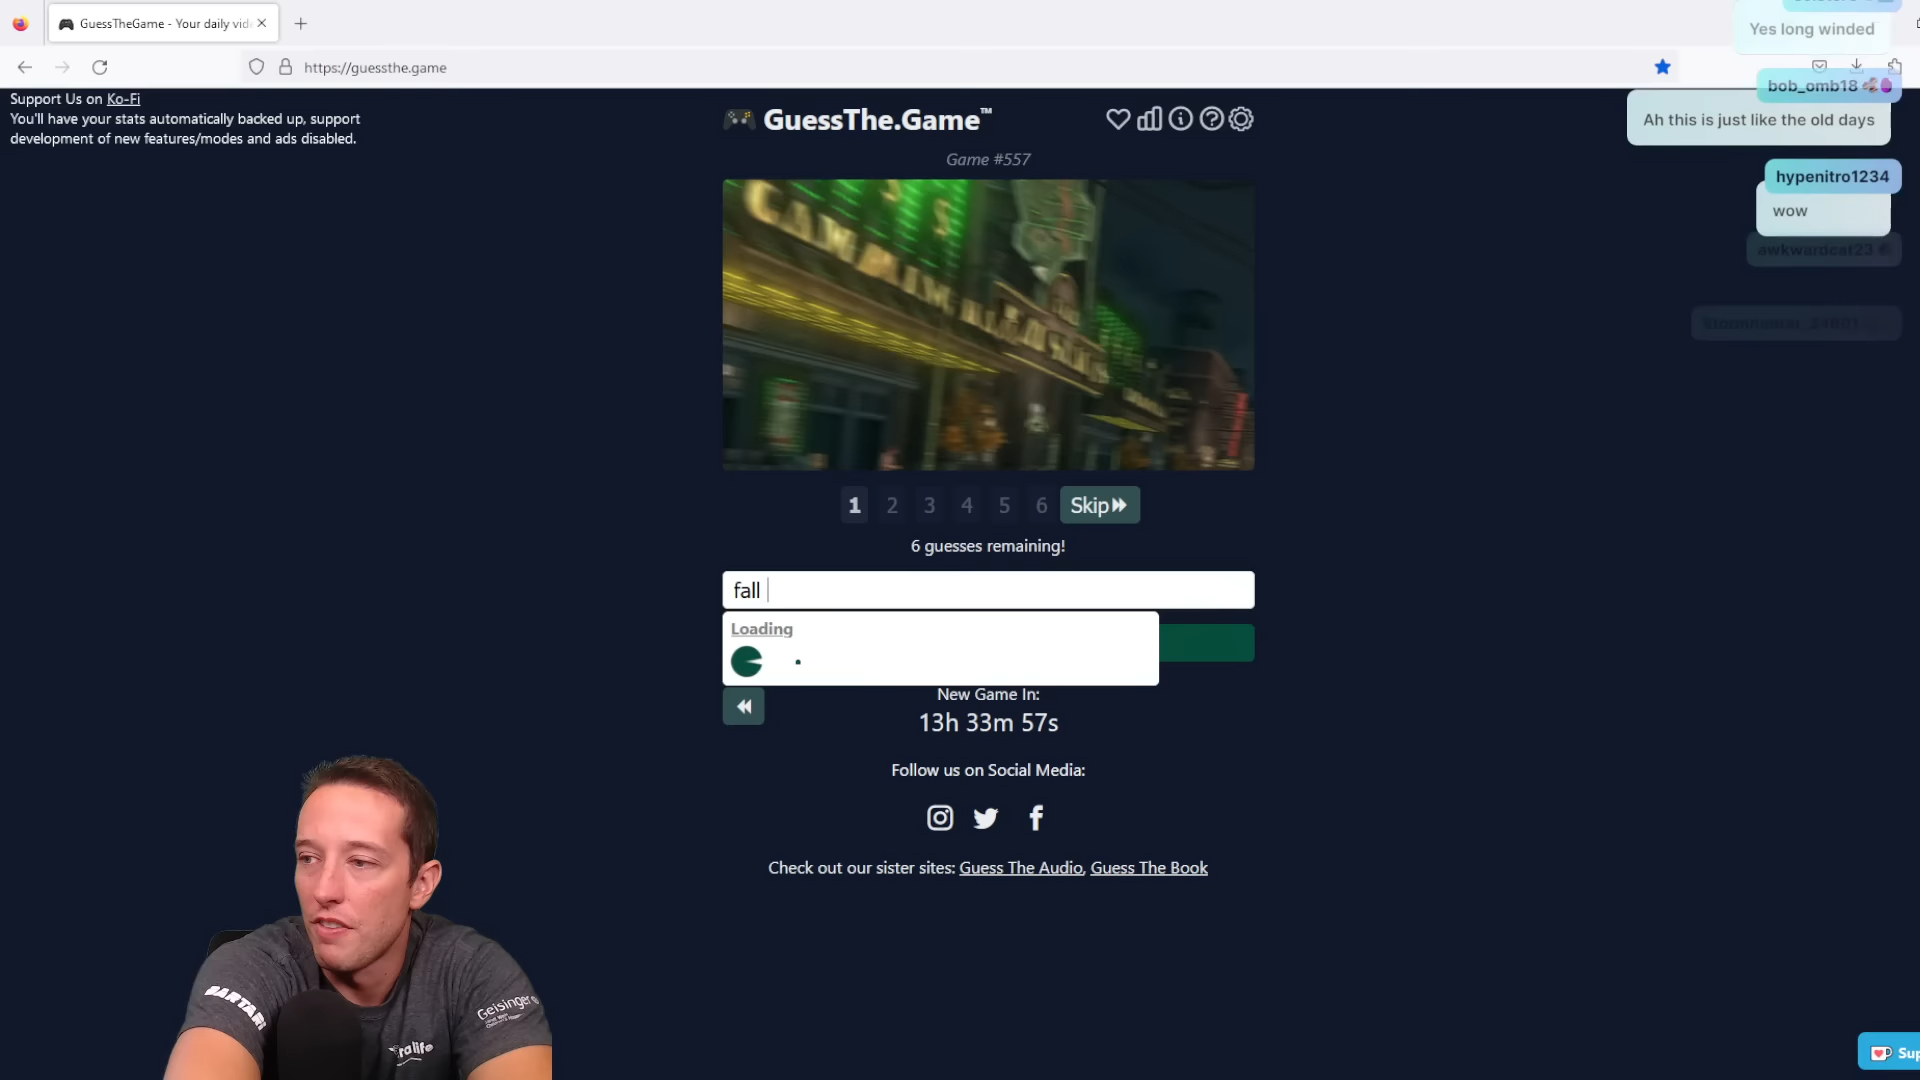 GuessTheGame - Your daily vid
https://guessthe.game
Support Us on Ko-Fi
You'll have your stats automatically backed up, support
development of new features/modes and ads disabled.
GuessThe.Game™
Game #557
1 2 3 4 5 6 Skip
6 guesses remaining!
fall
Loading
New Game In:
13h 33m 57s
Follow us on Social Media:
Check out our sister sites: Guess The Audio, Guess The Book
Yes long winded
bob_omb18
Ah this is just like the old days
hypenitro1234
wow
awkwardcat23
BARTARI
Geisinger
Sup